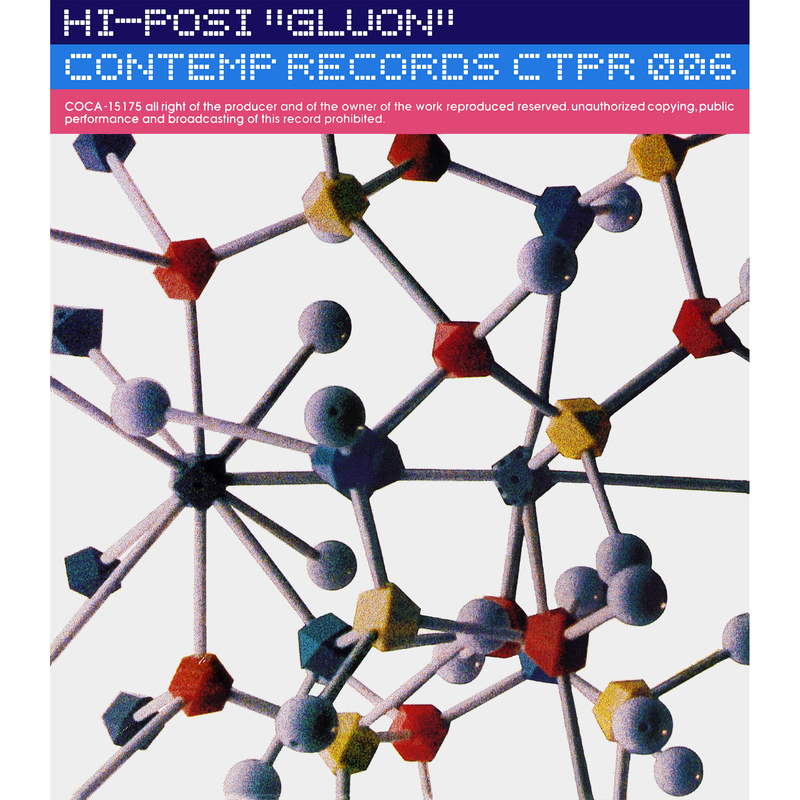 HI-POSI "GLUON"
CONTEMP RECORDS CTPR 006
COCA-15175 all right of the producer and of the owner of the work reproduced reserved. unauthorized copying, public
performance and broadcasting of this record prohibited.